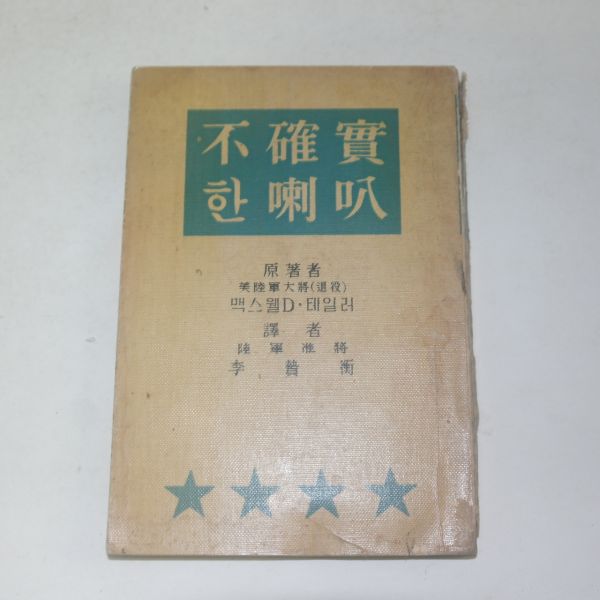 不確實
한喇叭
原著者
美陸軍大將(退役)
맥스웰D·테일러
譯者
陸軍准將
李贊衡